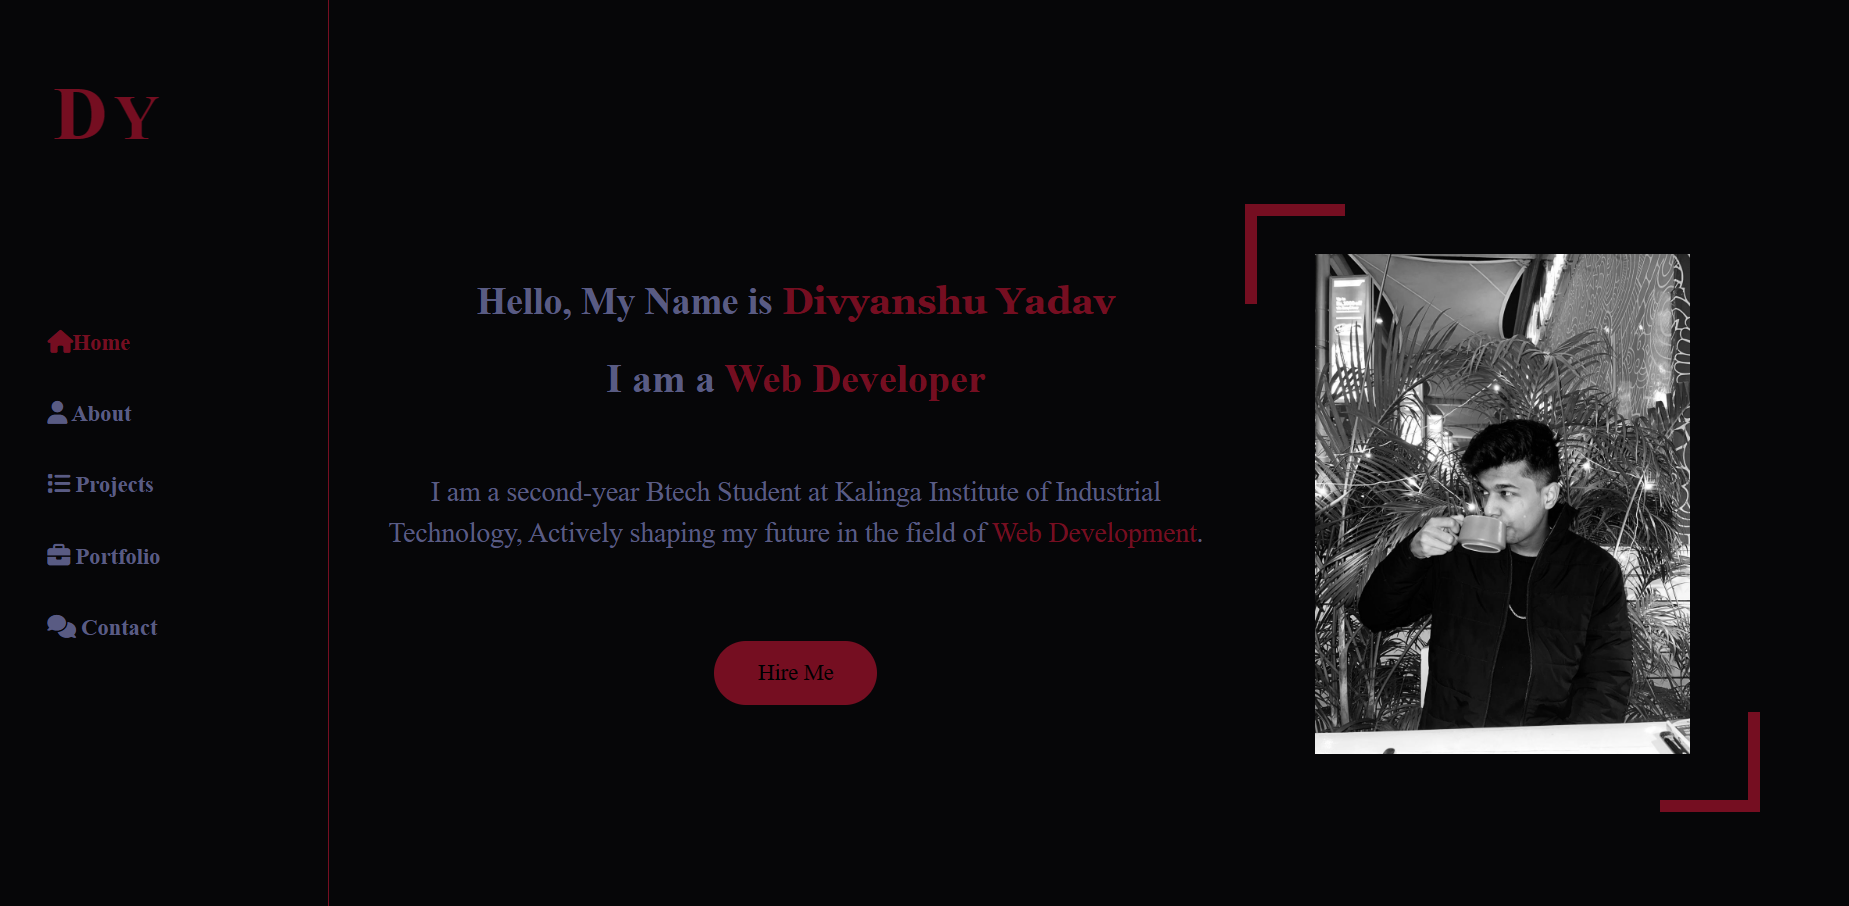 DY
Home
About
Projects
Portfolio
Contact
Hello, My Name is Divyanshu Yadav
I am a Web Developer
I am a second-year Btech Student at Kalinga Institute of Industrial
Technology, Actively shaping my future in the field of Web Development.
Hire Me